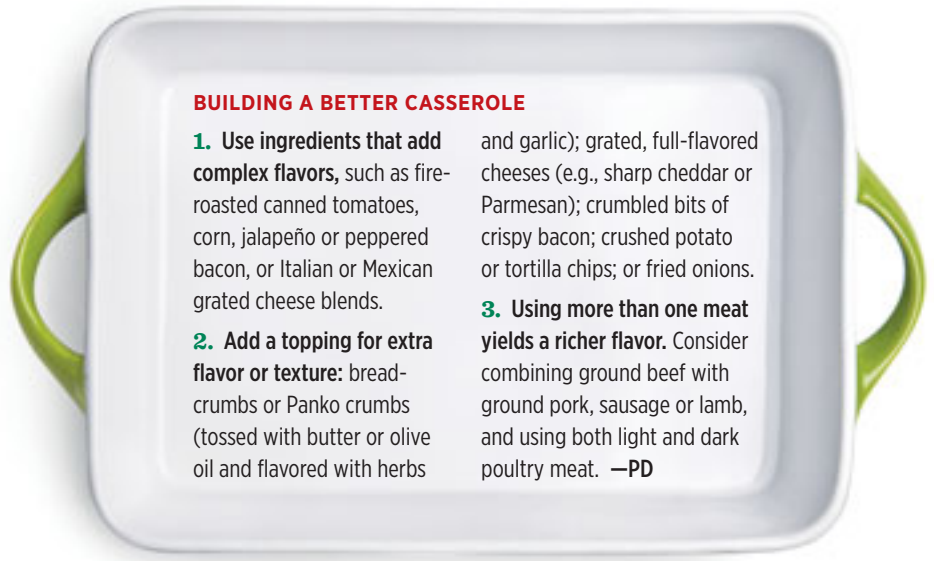 BUILDING A BETTER CASSEROLE
1. Use ingredients that add
complex flavors, such as fire-
roasted canned tomatoes,
corn, jalapeño or peppered
bacon, or Italian or Mexican
grated cheese blends.
2. Add a topping for extra
flavor or texture: bread-
crumbs or Panko crumbs
(tossed with butter or olive
oil and flavored with herbs
and garlic); grated, full-flavored
cheeses (e.g., sharp cheddar or
Parmesan); crumbled bits of
crispy bacon; crushed potato
or tortilla chips; or fried onions.
3. Using more than one meat
yields a richer flavor. Consider
combining ground beef with
ground pork, sausage or lamb,
and using both light and dark
poultry meat. —PD